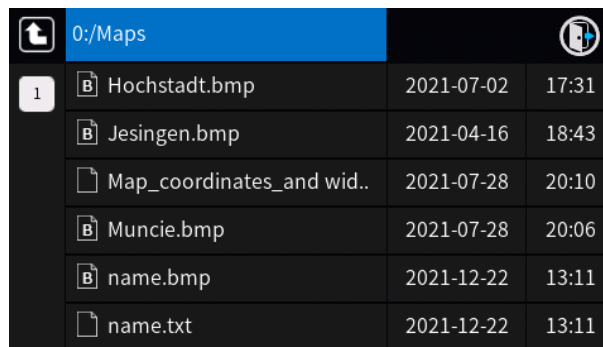 0:/Maps
1
Hochstadt.bmp 2021-07-02 17:31
Jesingen.bmp 2021-04-16 18:43
Map_coordinates_and wid.. 2021-07-28 20:10
Muncie.bmp 2021-07-28 20:06
name.bmp 2021-12-22 13:11
name.txt 2021-12-22 13:11